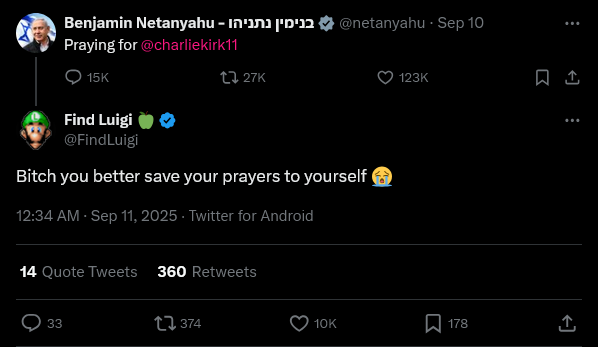 Benjamin Netanyahu - בנימין נתניהו @netanyahu · Sep 10
Praying for @charliekirk11
15K 27K 123K
Find Luigi 🍏
@FindLuigi
Bitch you better save your prayers to yourself 😭
12:34 AM · Sep 11, 2025 · Twitter for Android
14 Quote Tweets 360 Retweets
33 374 10K 178